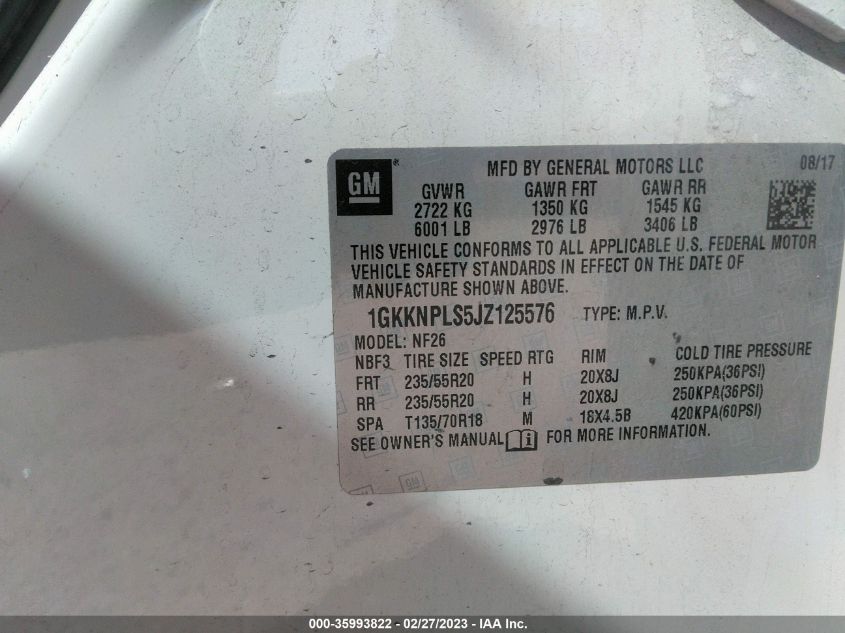 GM ® MFD BY GENERAL MOTORS LLC 08/17
GVWR GAWR FRT GAWR RR
2722 KG 1350 KG 1545 KG
6001 LB 2976 LB 3406 LB
THIS VEHICLE CONFORMS TO ALL APPLICABLE U.S. FEDERAL MOTOR
VEHICLE SAFETY STANDARDS IN EFFECT ON THE DATE OF
MANUFACTURE SHOWN ABOVE.
1GKKNPLS5JZ125576 TYPE: M.P.V.
MODEL: NF26
NBF3 TIRE SIZE SPEED RTG RIM COLD TIRE PRESSURE
FRT 235/55R20 H 20X8J 250KPA(36PSI)
RR 235/55R20 H 20X8J 250KPA(36PSI)
SPA T135/70R18 M 18X4.5B 420KPA(60PSI)
SEE OWNER'S MANUAL FOR MORE INFORMATION.
000-35993822 - 02/27/2023 - IAA Inc.